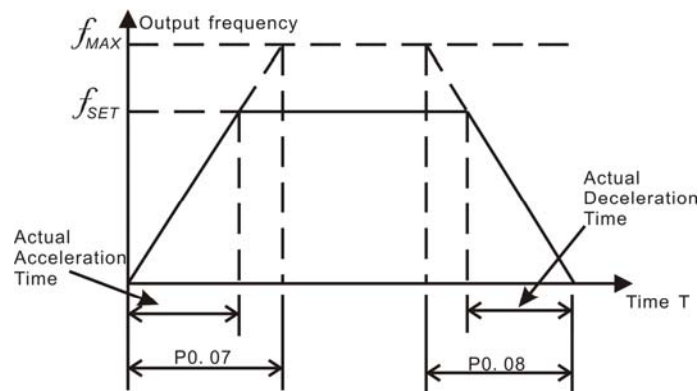 Output frequency
fMAX
fSET
Actual
Deceleration
Time
Actual
Acceleration
Time
Time T
P0. 07
P0. 08